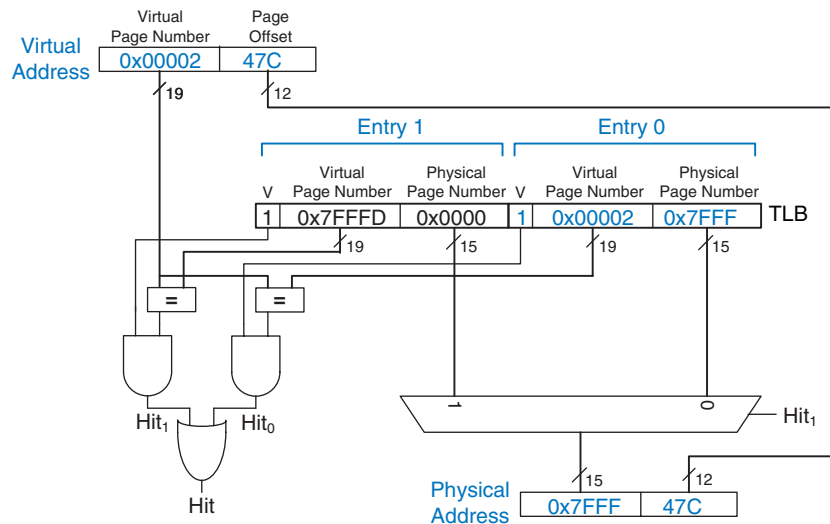 Virtual Page Number
Page Offset
Virtual Address
0x00002
47C
19
12
Entry 1
Entry 0
V
Virtual Page Number
Physical Page Number
V
Virtual Page Number
Physical Page Number
1
0x7FFFD
0x0000
1
0x00002
0x7FFF
TLB
19
15
19
15
=
=
1
0
Hit1
Hit0
Hit1
Hit
15
12
Physical Address
0x7FFF
47C